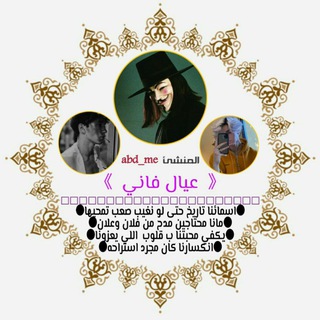 المنشئ abd_me
《 عيال فاني 》
●اسمائنا تاريخ حتى لو نغيب صعب تمحيها●
●مانا محتاجين مدح من فلان وعلان●
●يكفي محبتنا ب قلوب اللي يعزونا●
●انكسارنا كان مجرد استراحه●